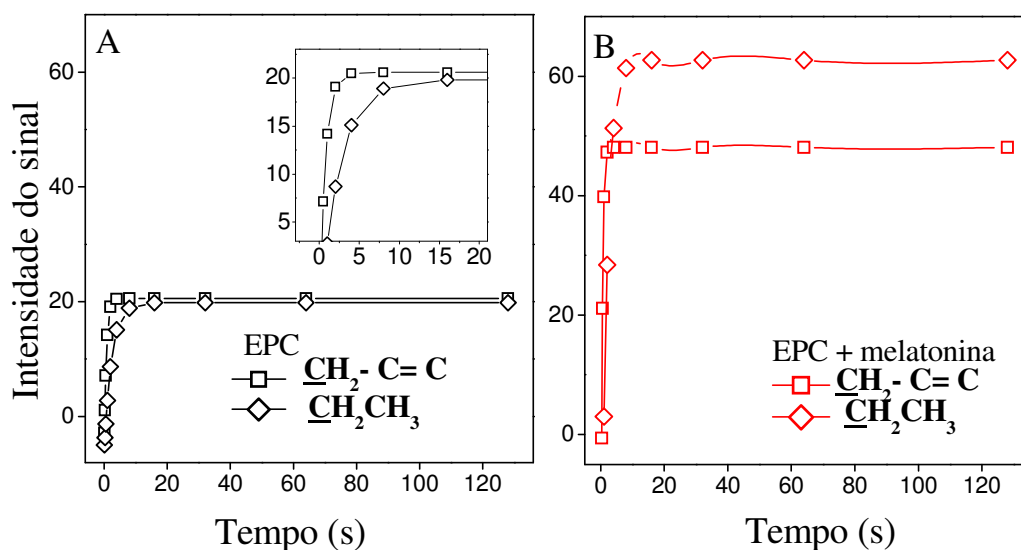 A
Intensidade do sinal
60
40
20
0
0 20 40 60 80 100 120
Tempo (s)
20
15
10
5
0 5 10 15 20
EPC
CH₂- C= C
CH₂CH₃
B
60
40
20
0
0 20 40 60 80 100 120
Tempo (s)
EPC + melatonina
CH₂- C= C
CH₂CH₃